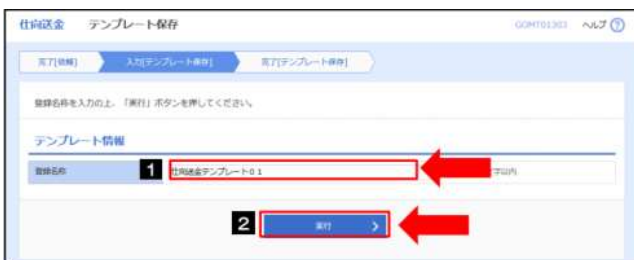 仕向送金 テンプレート保存 GOMT01303 ヘルプ ?
完了[依頼] 入力[テンプレート保存] 完了[テンプレート保存]
登録名称を入力の上、「実行」ボタンを押してください。
テンプレート情報
登録名称 1 仕向送金テンプレート01 字以内
2 実行